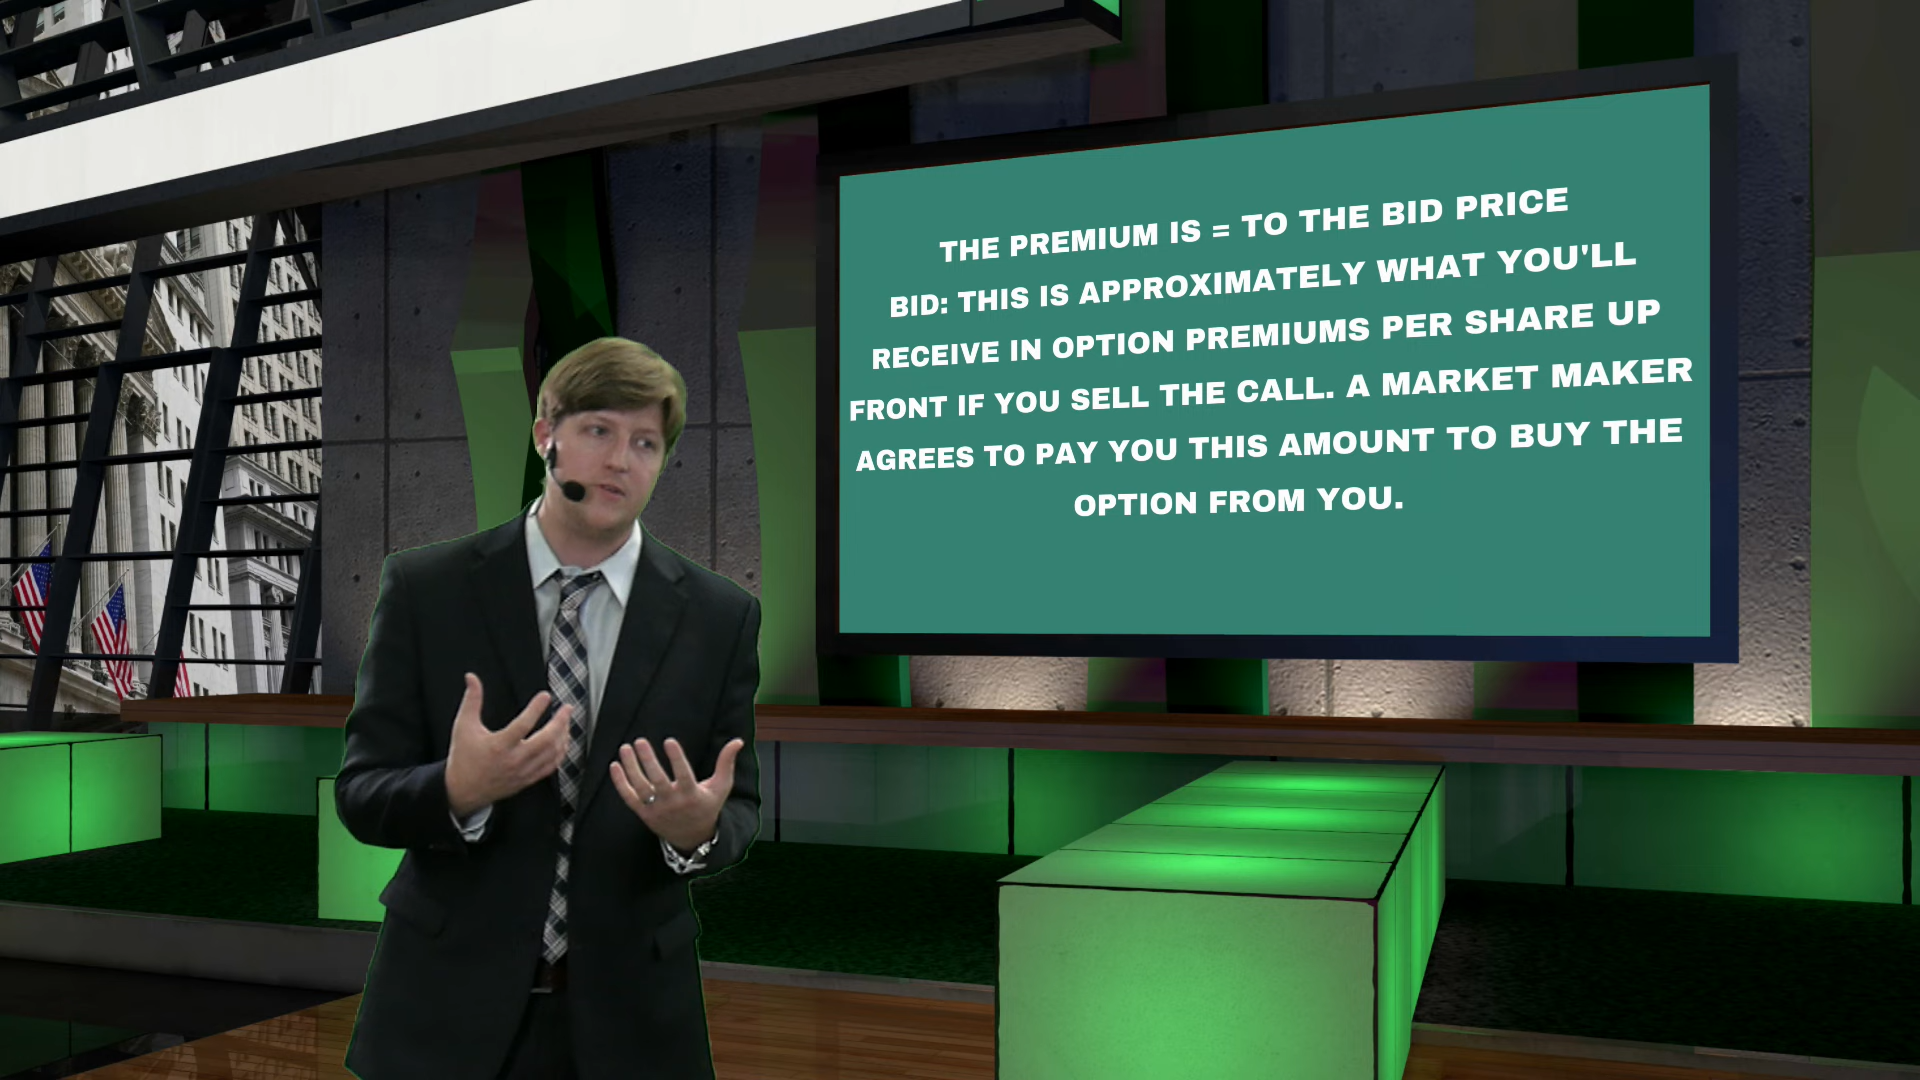 THE PREMIUM IS = TO THE BID PRICE
BID: THIS IS APPROXIMATELY WHAT YOU'LL
RECEIVE IN OPTION PREMIUMS PER SHARE UP
FRONT IF YOU SELL THE CALL. A MARKET MAKER
AGREES TO PAY YOU THIS AMOUNT TO BUY THE
OPTION FROM YOU.